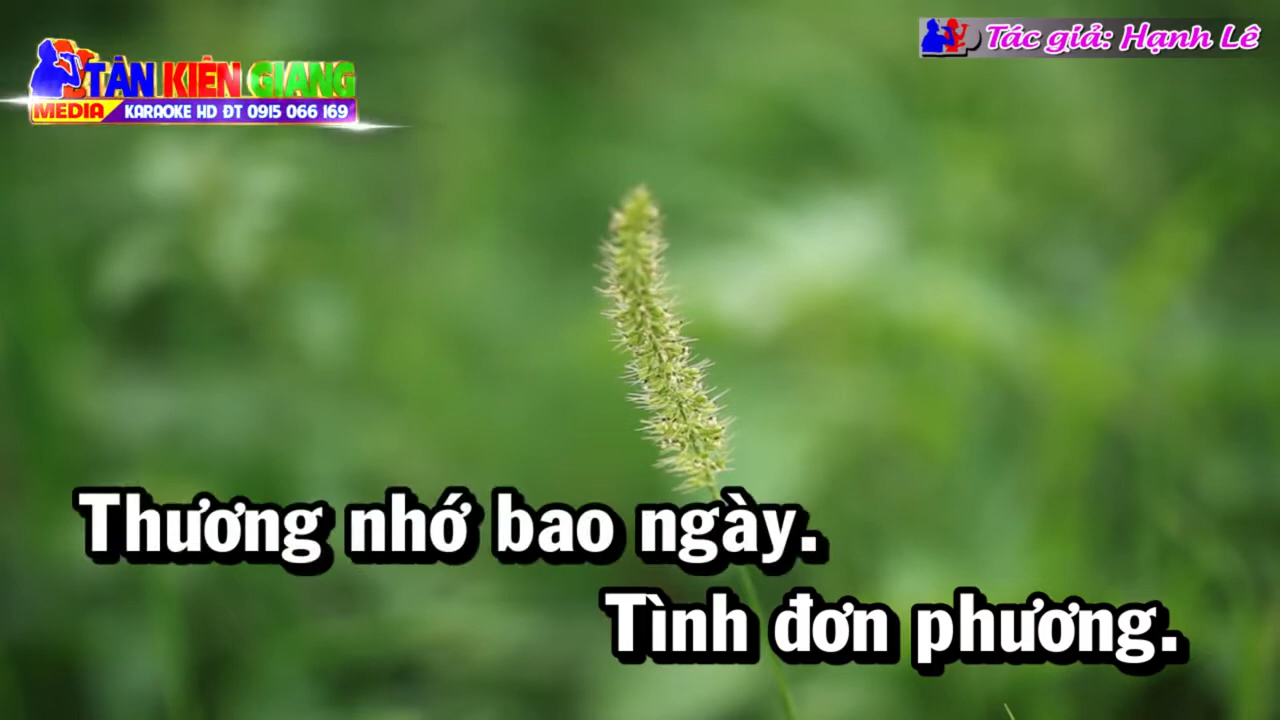 TÂN KIÊN GIANG
MEDIA KARAOKE HD ĐT 0915 066 169
Tác giả: Hạnh Lê
Thương nhớ bao ngày.
Tình đơn phương.